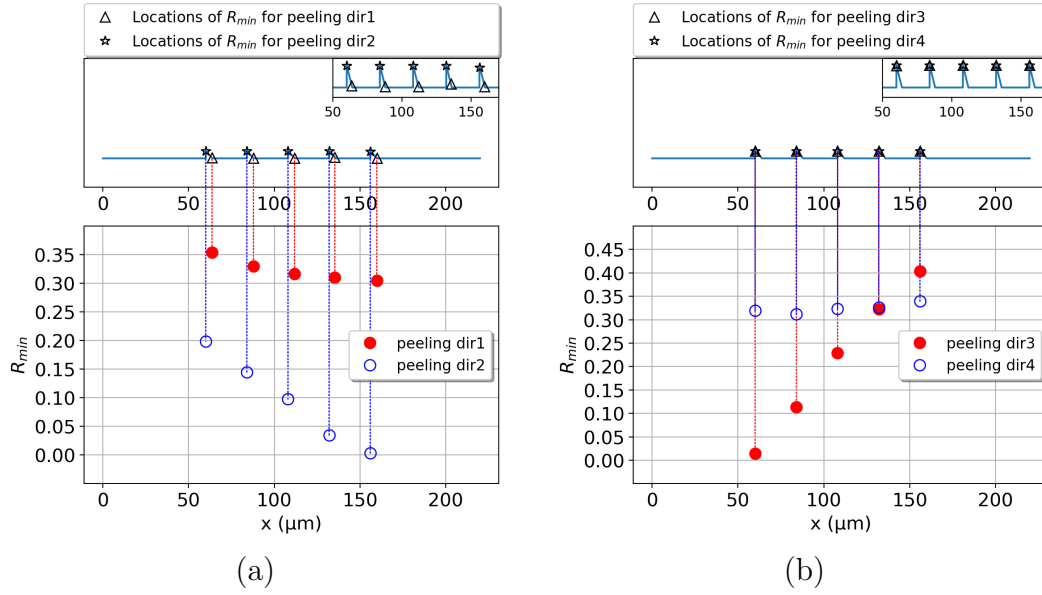 Locations of R_min for peeling dir1
Locations of R_min for peeling dir2
50 100 150
0 50 100 150 200
0.35
0.30
0.25
0.20
0.15
0.10
0.05
0.00
R_min
peeling dir1
peeling dir2
0 50 100 150 200
x (μm)
(a)
Locations of R_min for peeling dir3
Locations of R_min for peeling dir4
50 100 150
0 50 100 150 200
0.45
0.40
0.35
0.30
0.25
0.20
0.15
0.10
0.05
0.00
R_min
peeling dir3
peeling dir4
0 50 100 150 200
x (μm)
(b)